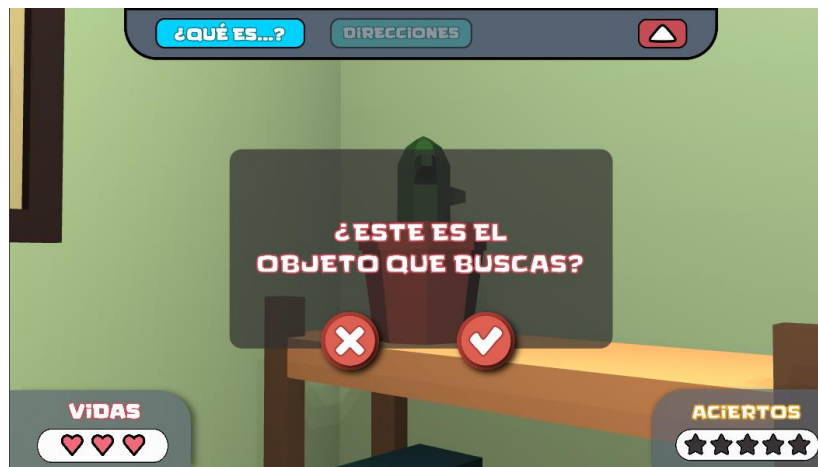 ¿QUÉ ES...?
DIRECCIONES
¿ESTE ES EL
OBJETO QUE BUSCAS?
VIDAS
ACIERTOS